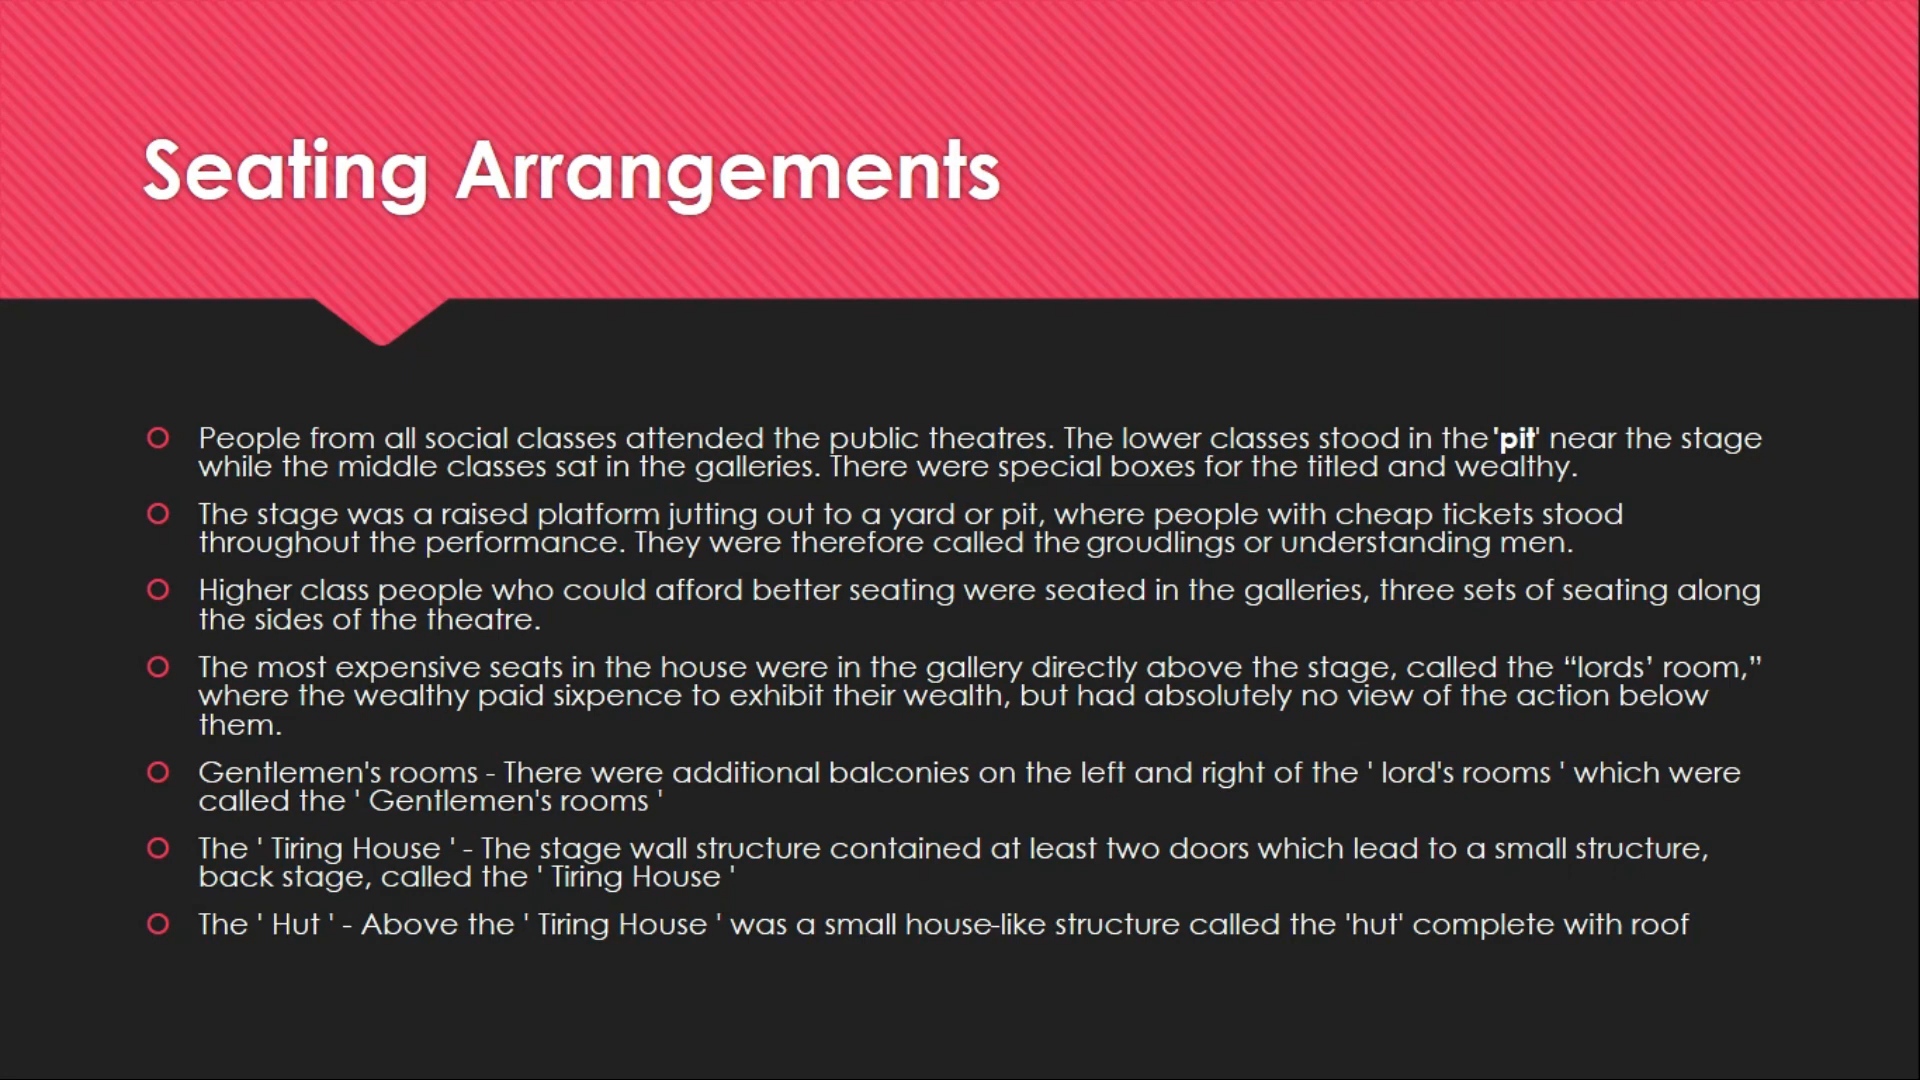 Seating Arrangements
People from all social classes attended the public theatres. The lower classes stood in the 'pit' near the stage
while the middle classes sat in the galleries. There were special boxes for the titled and wealthy.
The stage was a raised platform jutting out to a yard or pit, where people with cheap tickets stood
throughout the performance. They were therefore called the groudlings or understanding men.
Higher class people who could afford better seating were seated in the galleries, three sets of seating along
the sides of the theatre.
The most expensive seats in the house were in the gallery directly above the stage, called the “lords’ room,”
where the wealthy paid sixpence to exhibit their wealth, but had absolutely no view of the action below
them.
Gentlemen's rooms - There were additional balconies on the left and right of the ' lord's rooms ' which were
called the ' Gentlemen's rooms '
The ' Tiring House ' - The stage wall structure contained at least two doors which lead to a small structure,
back stage, called the ' Tiring House '
The ' Hut ' - Above the ' Tiring House ' was a small house-like structure called the 'hut' complete with roof